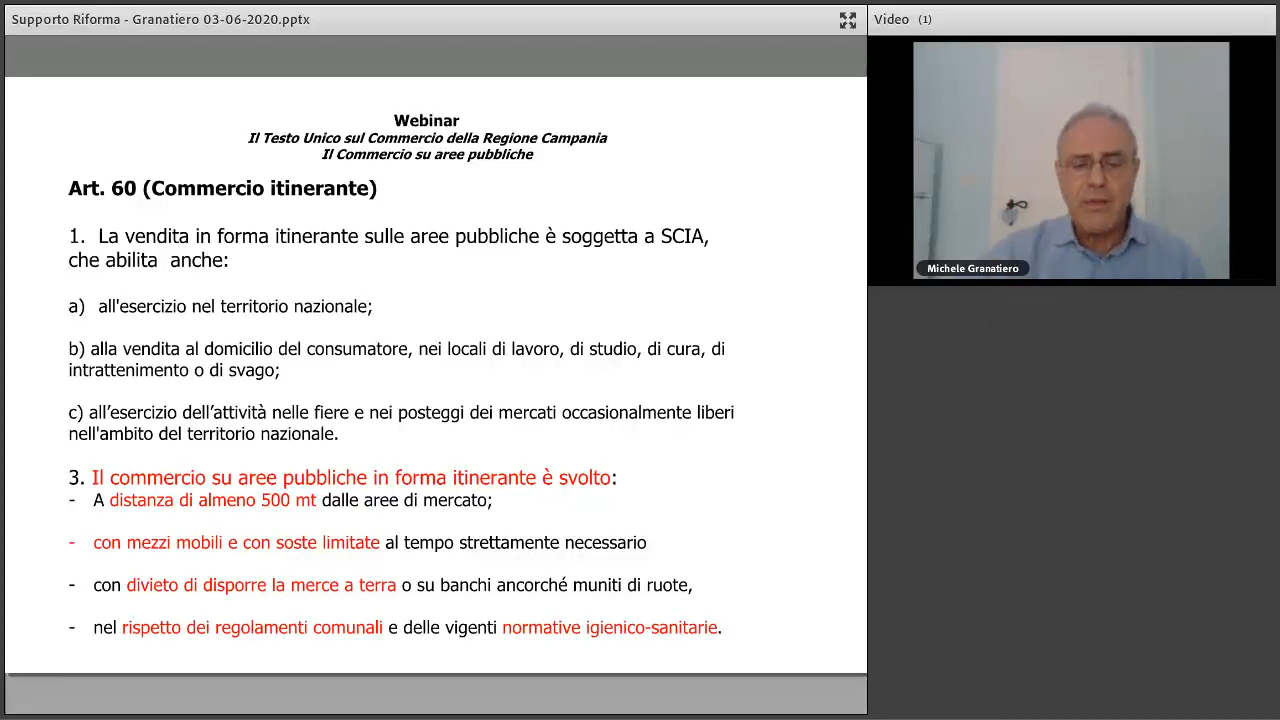 Supporto Riforma - Granatiero 03-06-2020.pptx
Video (1)
Webinar
Il Testo Unico sul Commercio della Regione Campania
Il Commercio su aree pubbliche
Art. 60 (Commercio itinerante)
1. La vendita in forma itinerante sulle aree pubbliche è soggetta a SCIA,
che abilita anche:
a) all'esercizio nel territorio nazionale;
b) alla vendita al domicilio del consumatore, nei locali di lavoro, di studio, di cura, di
intrattenimento o di svago;
c) all’esercizio dell’attività nelle fiere e nei posteggi dei mercati occasionalmente liberi
nell'ambito del territorio nazionale.
3. Il commercio su aree pubbliche in forma itinerante è svolto:
- A distanza di almeno 500 mt dalle aree di mercato;
- con mezzi mobili e con soste limitate al tempo strettamente necessario
- con divieto di disporre la merce a terra o su banchi ancorché muniti di ruote,
- nel rispetto dei regolamenti comunali e delle vigenti normative igienico-sanitarie.
Michele Granatiero